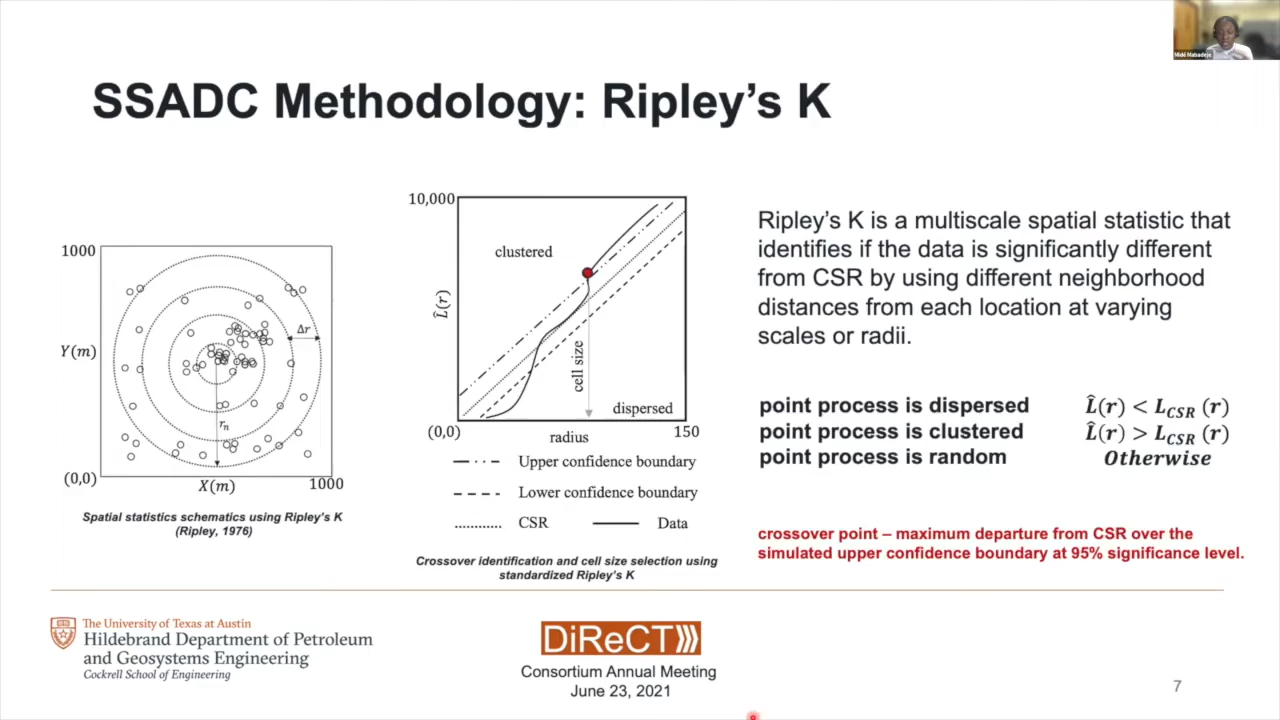 Midé Mabadeje
SSADC Methodology: Ripley's K
1000
Y(m)
(0,0)
X(m)
1000
Δr
rₙ
Spatial statistics schematics using Ripley's K
(Ripley, 1976)
10,000
L̂(r)
clustered
cell size
dispersed
(0,0)
radius
150
Upper confidence boundary
Lower confidence boundary
CSR
Data
Crossover identification and cell size selection using
standardized Ripley's K
Ripley's K is a multiscale spatial statistic that
identifies if the data is significantly different
from CSR by using different neighborhood
distances from each location at varying
scales or radii.
point process is dispersed L̂(r) < L_CSR (r)
point process is clustered L̂(r) > L_CSR (r)
point process is random Otherwise
crossover point – maximum departure from CSR over the
simulated upper confidence boundary at 95% significance level.
The University of Texas at Austin
Hildebrand Department of Petroleum
and Geosystems Engineering
Cockrell School of Engineering
DiReCT
Consortium Annual Meeting
June 23, 2021
7